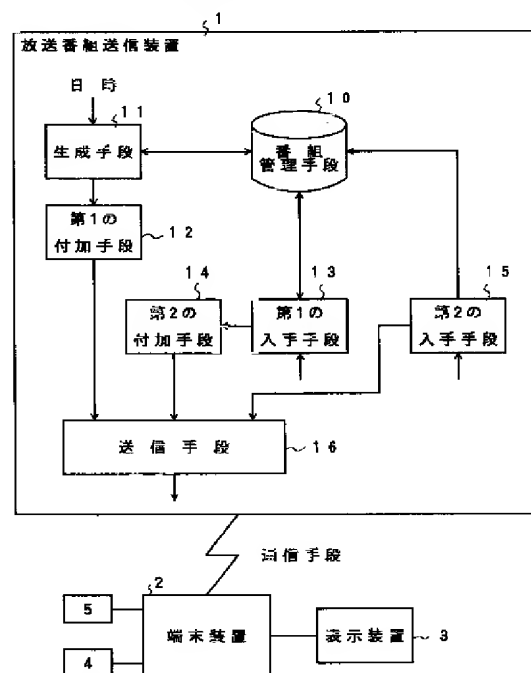 1
放送番組送信装置
日時
11
10
生成手段
番組
管理手段
第1の
付加手段
12
14
13
15
第2の
付加手段
第1の
入手手段
第2の
入手手段
送信手段
16
通信手段
2
5
端末装置
表示装置
3
4